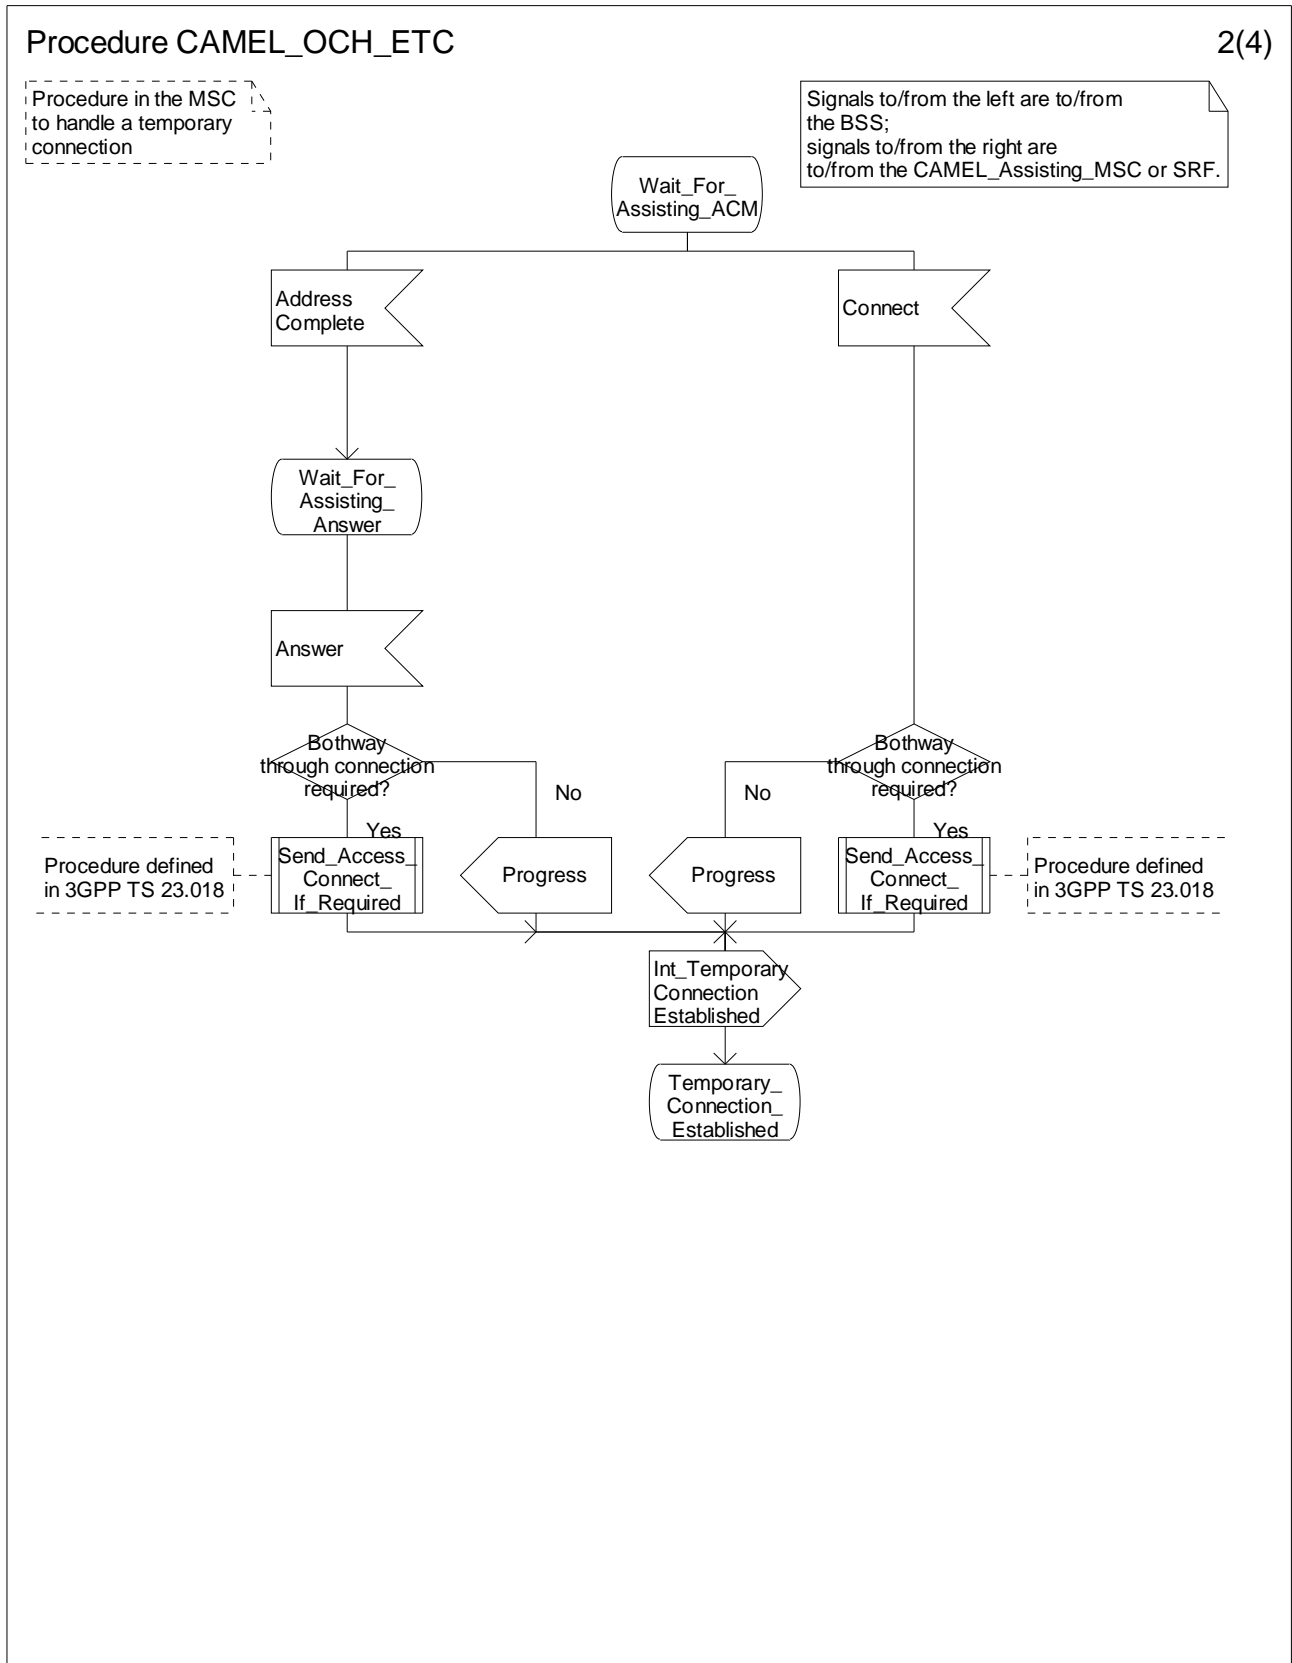 Procedure CAMEL_OCH_ETC
2(4)
Procedure in the MSC
to handle a temporary
connection
Signals to/from the left are to/from
the BSS;
signals to/from the right are
to/from the CAMEL_Assisting_MSC or SRF.
Wait_For_
Assisting_ACM
Address
Complete
Connect
Wait_For_
Assisting_
Answer
Answer
Bothway
through connection
required?
No
No
Bothway
through connection
required?
Yes
Yes
Procedure defined
in 3GPP TS 23.018
Send_Access_
Connect_
If_Required
Progress
Progress
Send_Access_
Connect_
If_Required
Procedure defined
in 3GPP TS 23.018
Int_Temporary
Connection
Established
Temporary_
Connection_
Established